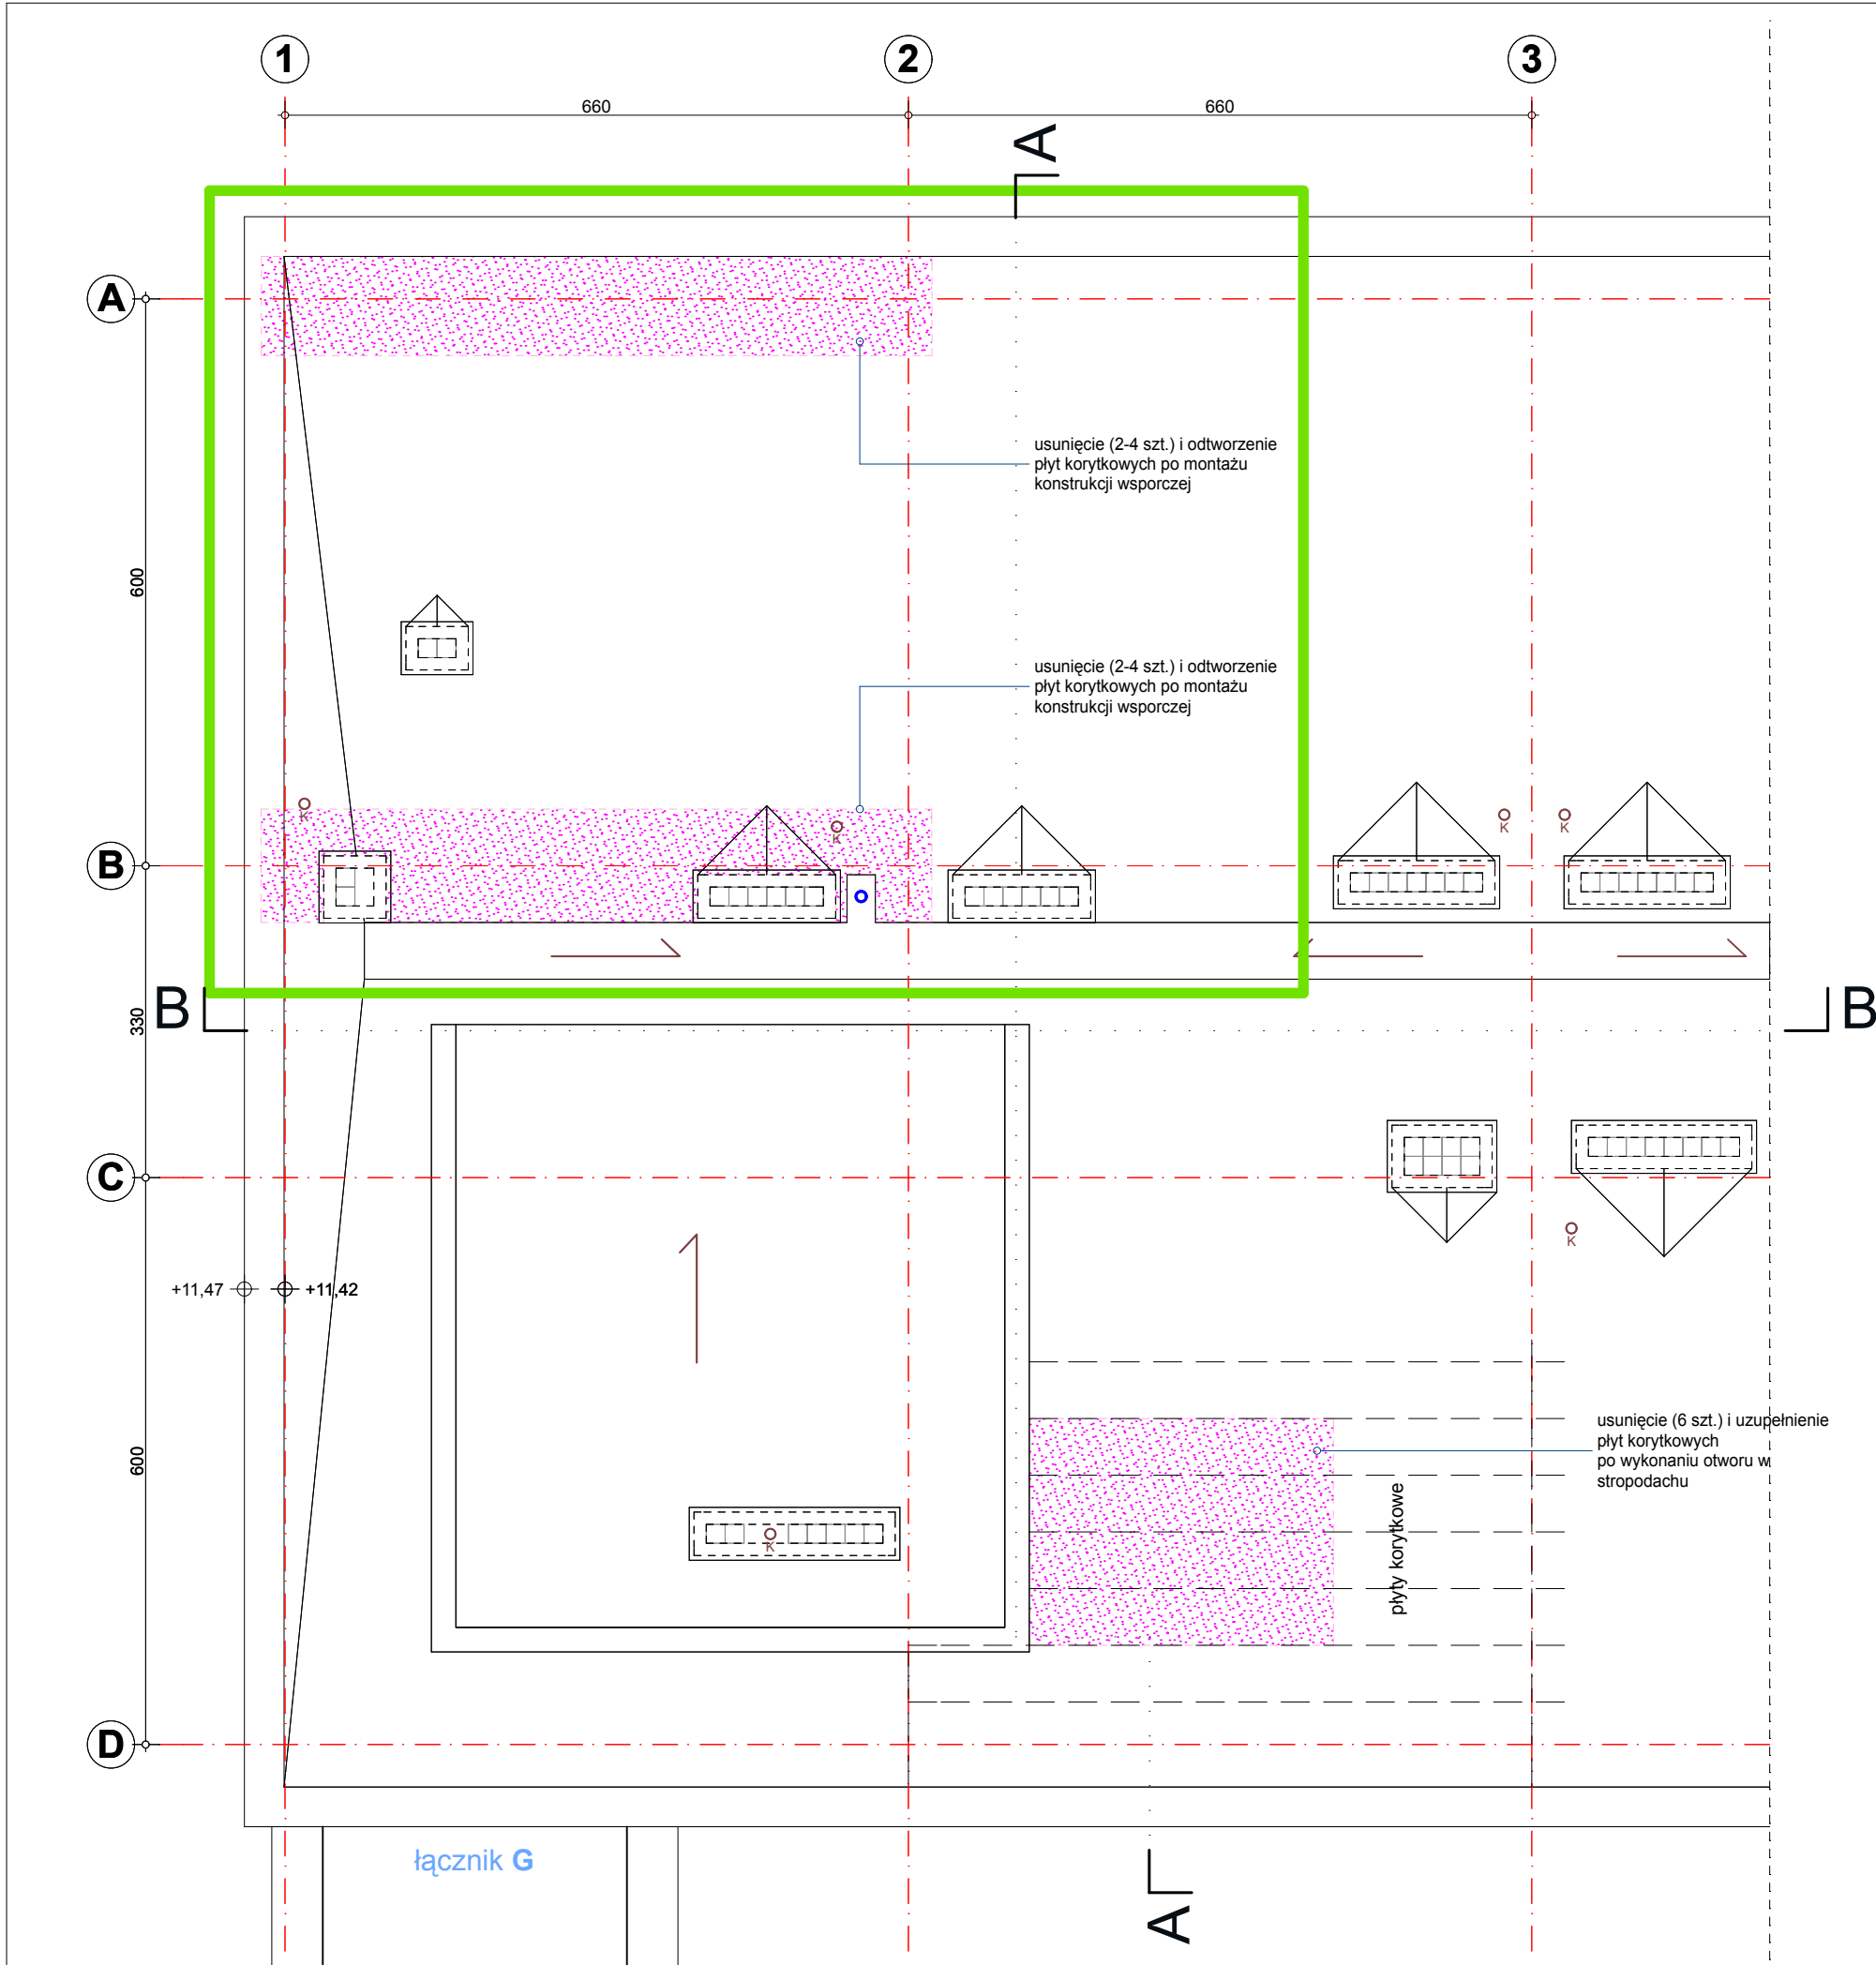 1
2
3
660
660
A
A
usunięcie (2-4 szt.) i odtworzenie
płyt korytkowych po montażu
konstrukcji wsporczej
600
usunięcie (2-4 szt.) i odtworzenie
płyt korytkowych po montażu
konstrukcji wsporczej
K
K
K
K
B
B
B
330
C
K
+11,47
+11,42
usunięcie (6 szt.) i uzupełnienie
płyt korytkowych
po wykonaniu otworu w
stropodachu
600
płyty korytkowe
K
D
łącznik G
A